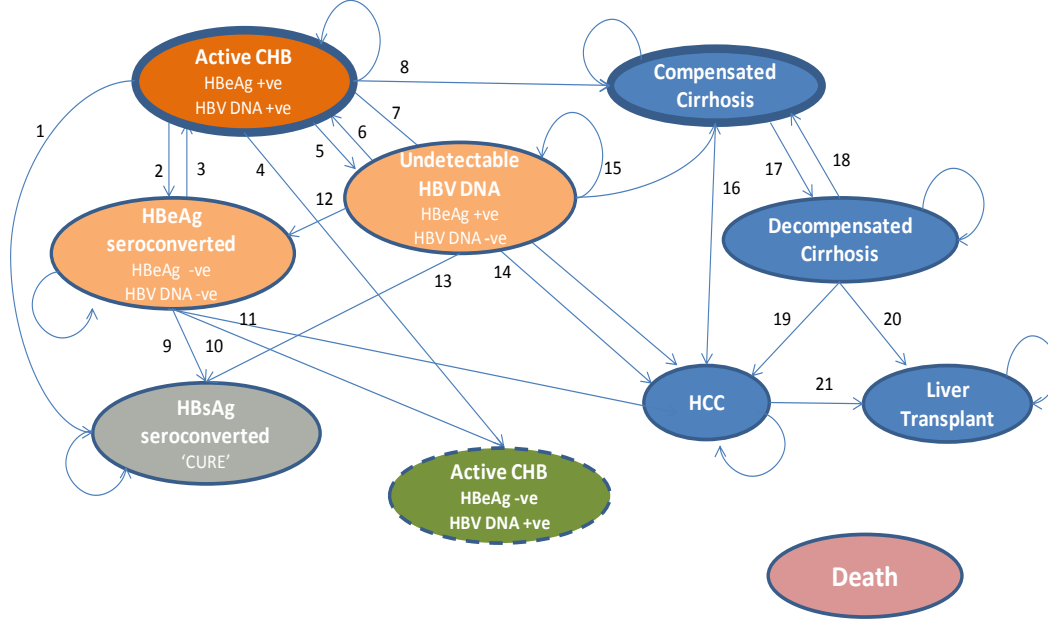 Active CHB
HBeAg +ve
HBV DNA +ve
Compensated
Cirrhosis
8
7
1
6
5
2
3
4
Undetectable
HBV DNA
HBeAg +ve
HBV DNA -ve
15
16
17
18
12
HBeAg
seroconverted
HBeAg -ve
HBV DNA -ve
Decompensated
Cirrhosis
13
14
11
9
10
19
20
21
HBsAg
seroconverted
‘CURE’
HCC
Liver
Transplant
Active CHB
HBeAg -ve
HBV DNA +ve
Death